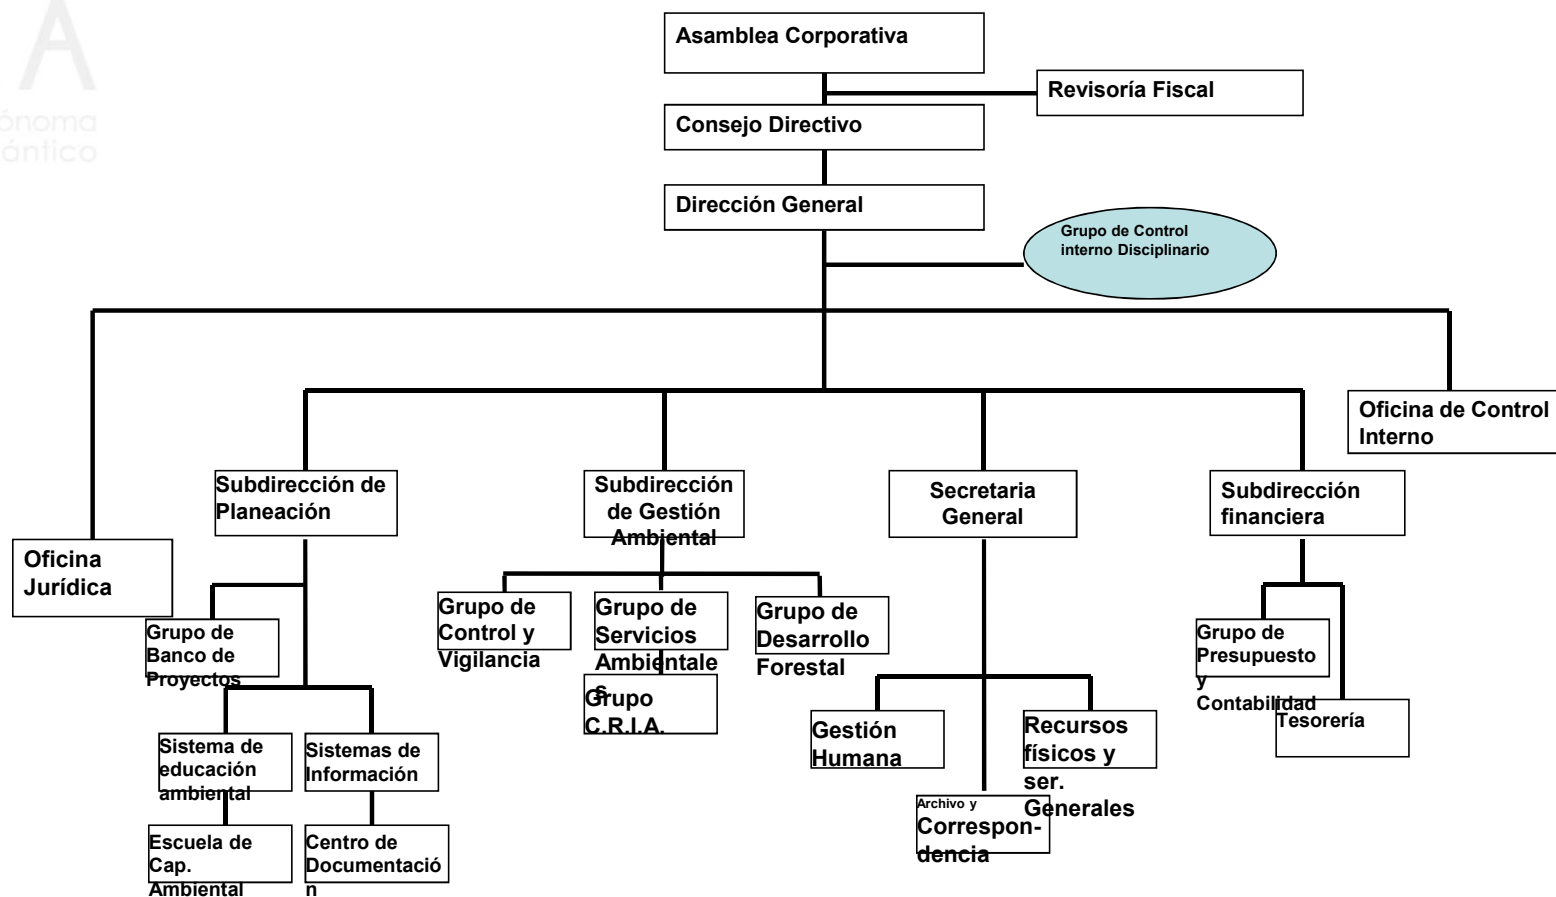 A
ónoma
ántico
Asamblea Corporativa
Revisoría Fiscal
Consejo Directivo
Dirección General
Grupo de Control
interno Disciplinario
Oficina de Control
Interno
Subdirección de
Planeación
Subdirección
de Gestión
Ambiental
Secretaria
General
Subdirección
financiera
Oficina
Jurídica
Grupo de
Banco de
Proyectos
Grupo de
Control y
Vigilancia
Grupo de
Servicios
Ambientale
s
Grupo
C.R.I.A.
Grupo de
Desarrollo
Forestal
Grupo de
Presupuesto
y
Contabilidad
Tesorería
Gestión
Humana
Recursos
físicos y
ser.
Generales
Archivo y
Correspon-
dencia
Sistema de
educación
ambiental
Sistemas de
Información
Escuela de
Cap.
Ambiental
Centro de
Documentació
n